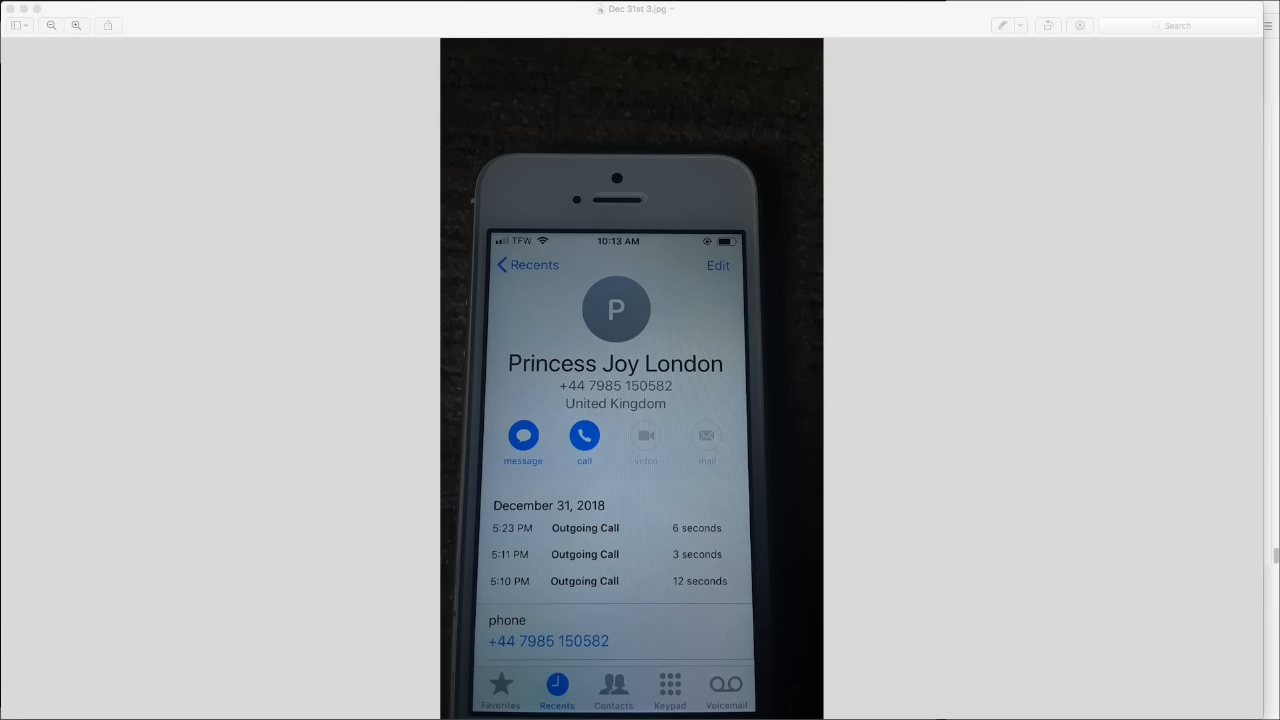 Dec 31st 3.jpg
Search
TFW
10:13 AM
Recents
Edit
P
Princess Joy London
+44 7985 150582
United Kingdom
message
call
video
mail
December 31, 2018
5:23 PM Outgoing Call 6 seconds
5:11 PM Outgoing Call 3 seconds
5:10 PM Outgoing Call 12 seconds
phone
+44 7985 150582
Favorites
Recents
Contacts
Keypad
Voicemail